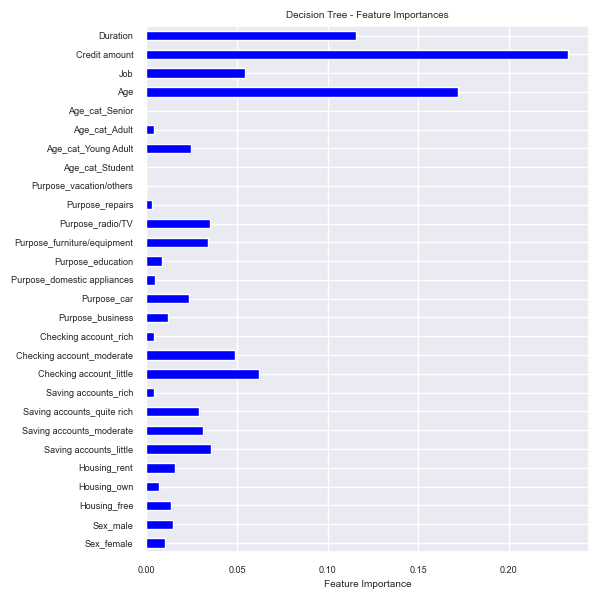 Decision Tree - Feature Importances
Duration
Credit amount
Job
Age
Age_cat_Senior
Age_cat_Adult
Age_cat_Young Adult
Age_cat_Student
Purpose_vacation/others
Purpose_repairs
Purpose_radio/TV
Purpose_furniture/equipment
Purpose_education
Purpose_domestic appliances
Purpose_car
Purpose_business
Checking account_rich
Checking account_moderate
Checking account_little
Saving accounts_rich
Saving accounts_quite rich
Saving accounts_moderate
Saving accounts_little
Housing_rent
Housing_own
Housing_free
Sex_male
Sex_female
0.00 0.05 0.10 0.15 0.20
Feature Importance